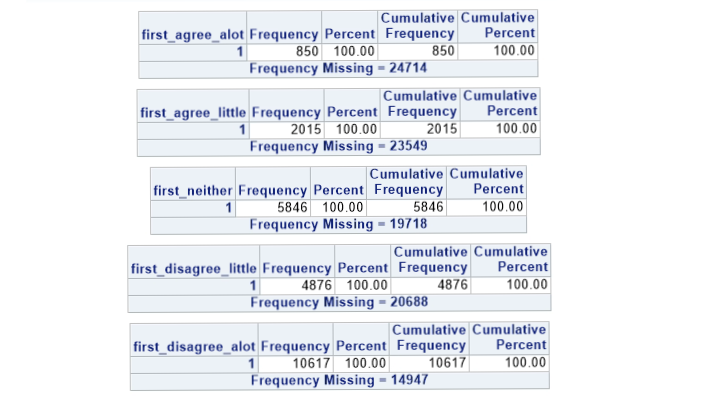 first_agree_alot Frequency Percent Cumulative Frequency Cumulative Percent
1 850 100.00 850 100.00
Frequency Missing = 24714
first_agree_little Frequency Percent Cumulative Frequency Cumulative Percent
1 2015 100.00 2015 100.00
Frequency Missing = 23549
first_neither Frequency Percent Cumulative Frequency Cumulative Percent
1 5846 100.00 5846 100.00
Frequency Missing = 19718
first_disagree_little Frequency Percent Cumulative Frequency Cumulative Percent
1 4876 100.00 4876 100.00
Frequency Missing = 20688
first_disagree_alot Frequency Percent Cumulative Frequency Cumulative Percent
1 10617 100.00 10617 100.00
Frequency Missing = 14947